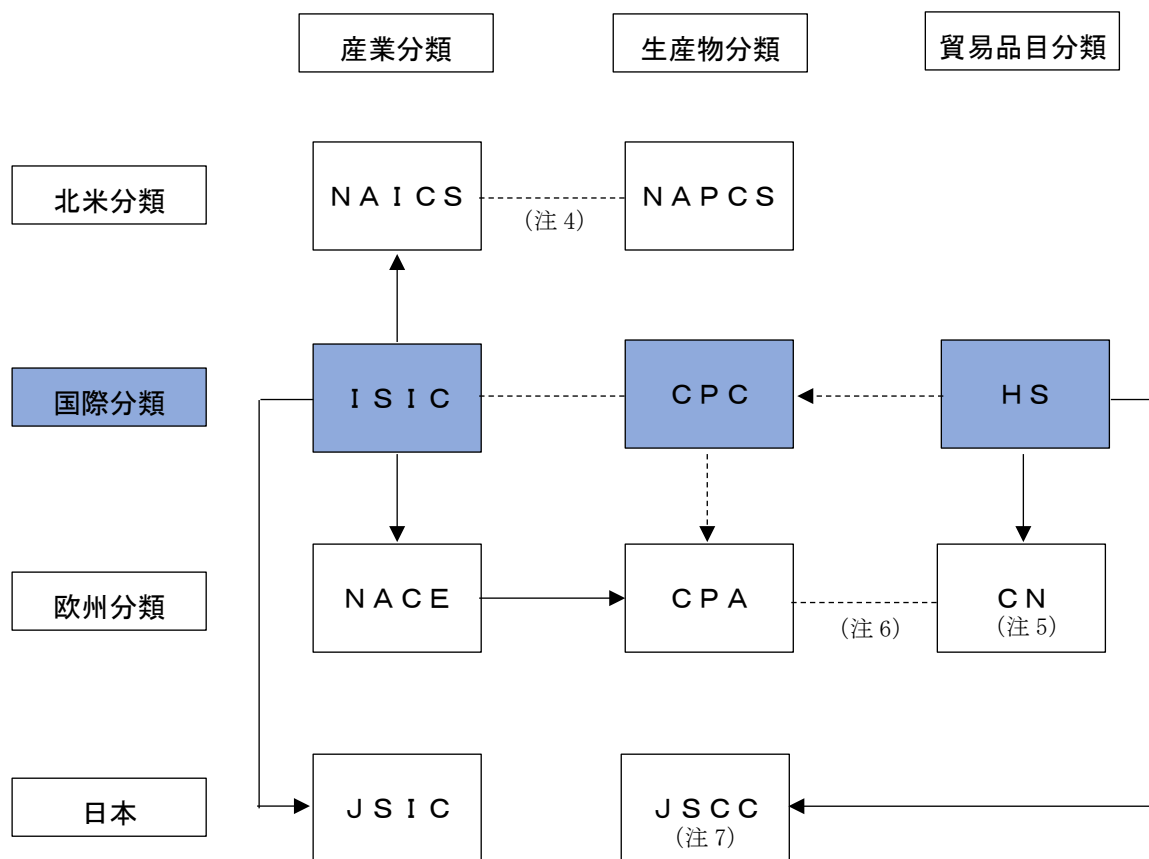 産業分類
生産物分類
貿易品目分類
北米分類
ＮＡＩＣＳ
（注 4）
ＮＡＰＣＳ
国際分類
ＩＳＩＣ
ＣＰＣ
ＨＳ
欧州分類
ＮＡＣＥ
ＣＰＡ
（注 6）
ＣＮ
（注 5）
日本
ＪＳＩＣ
ＪＳＣＣ
（注 7）